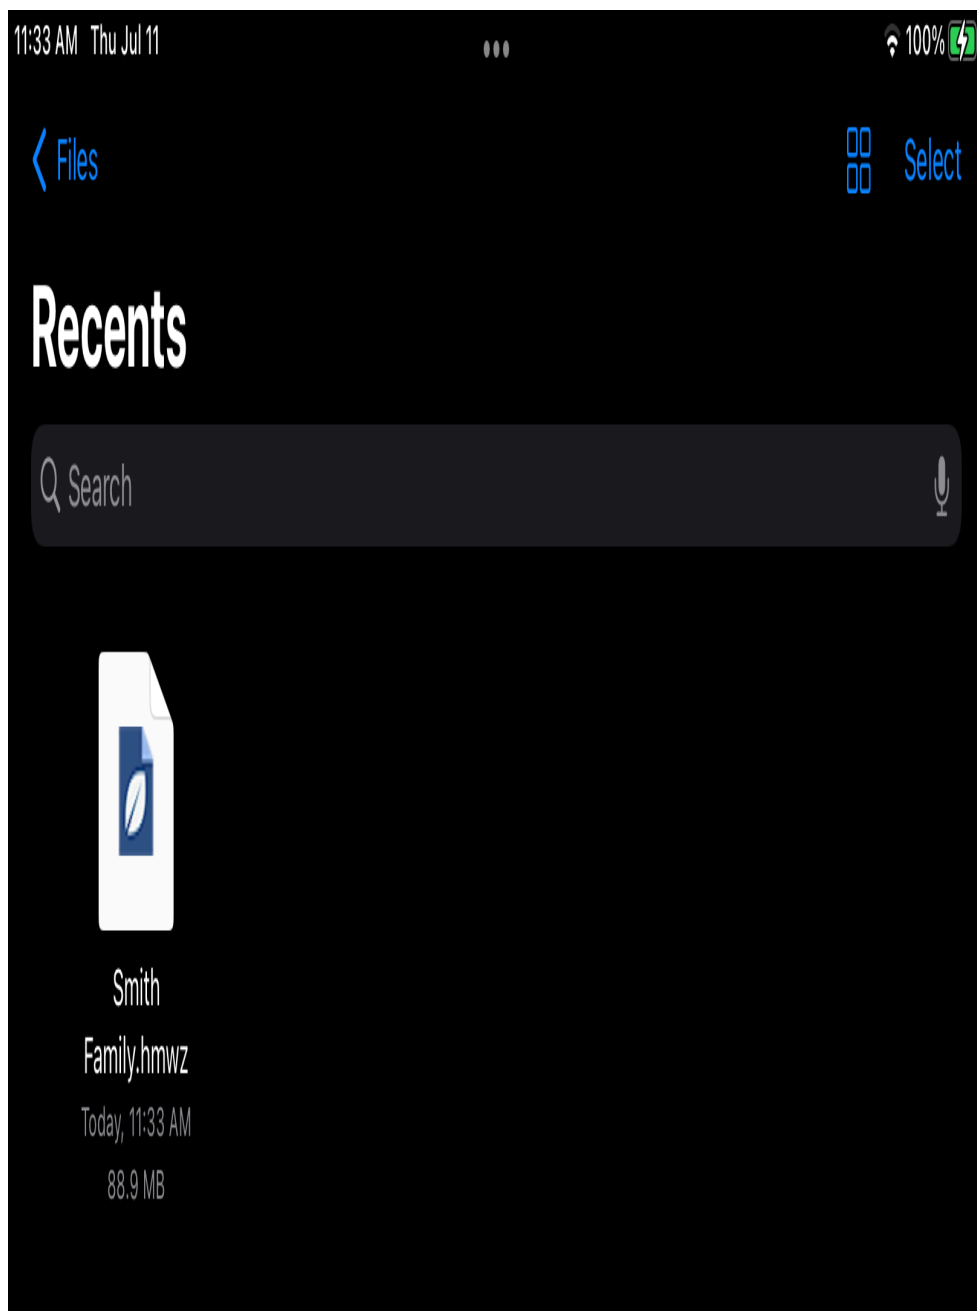 11:33 AM Thu Jul 11
100%
Files
Select
Recents
Search
Smith
Family.hmwz
Today, 11:33 AM
88.9 MB